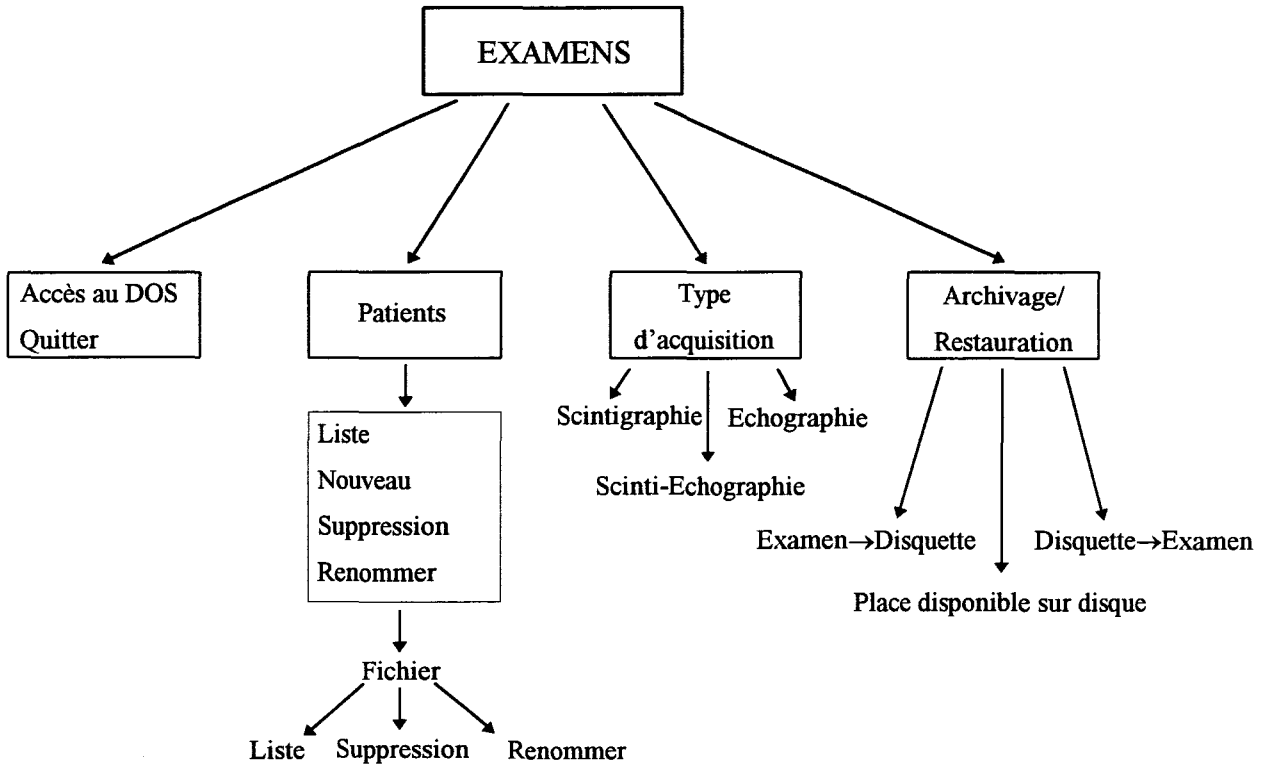 EXAMENS
Accès au DOS
Quitter
Patients
Type
d'acquisition
Archivage/
Restauration
Liste
Nouveau
Suppression
Renommer
Scintigraphie
Echographie
Scinti-Echographie
Examen→Disquette
Disquette→Examen
Place disponible sur disque
Fichier
Liste
Suppression
Renommer